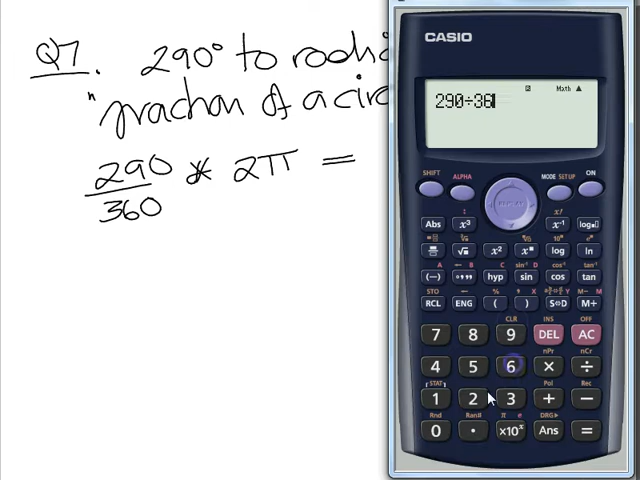 Q7. 290° to radi
"fraction of a circ
290
360
* 2π =
CASIO
D Math ▲
290÷36
SHIFT ALPHA MODE SETUP ON
REPLAY
Abs x³ x⁻¹ log
x² log ln
(−) hyp sin cos tan
RCL ENG ( ) S⇔D M+
7 8 9 DEL AC
4 5 6 × ÷
1 2 3 + −
0 . ×10ˣ Ans =